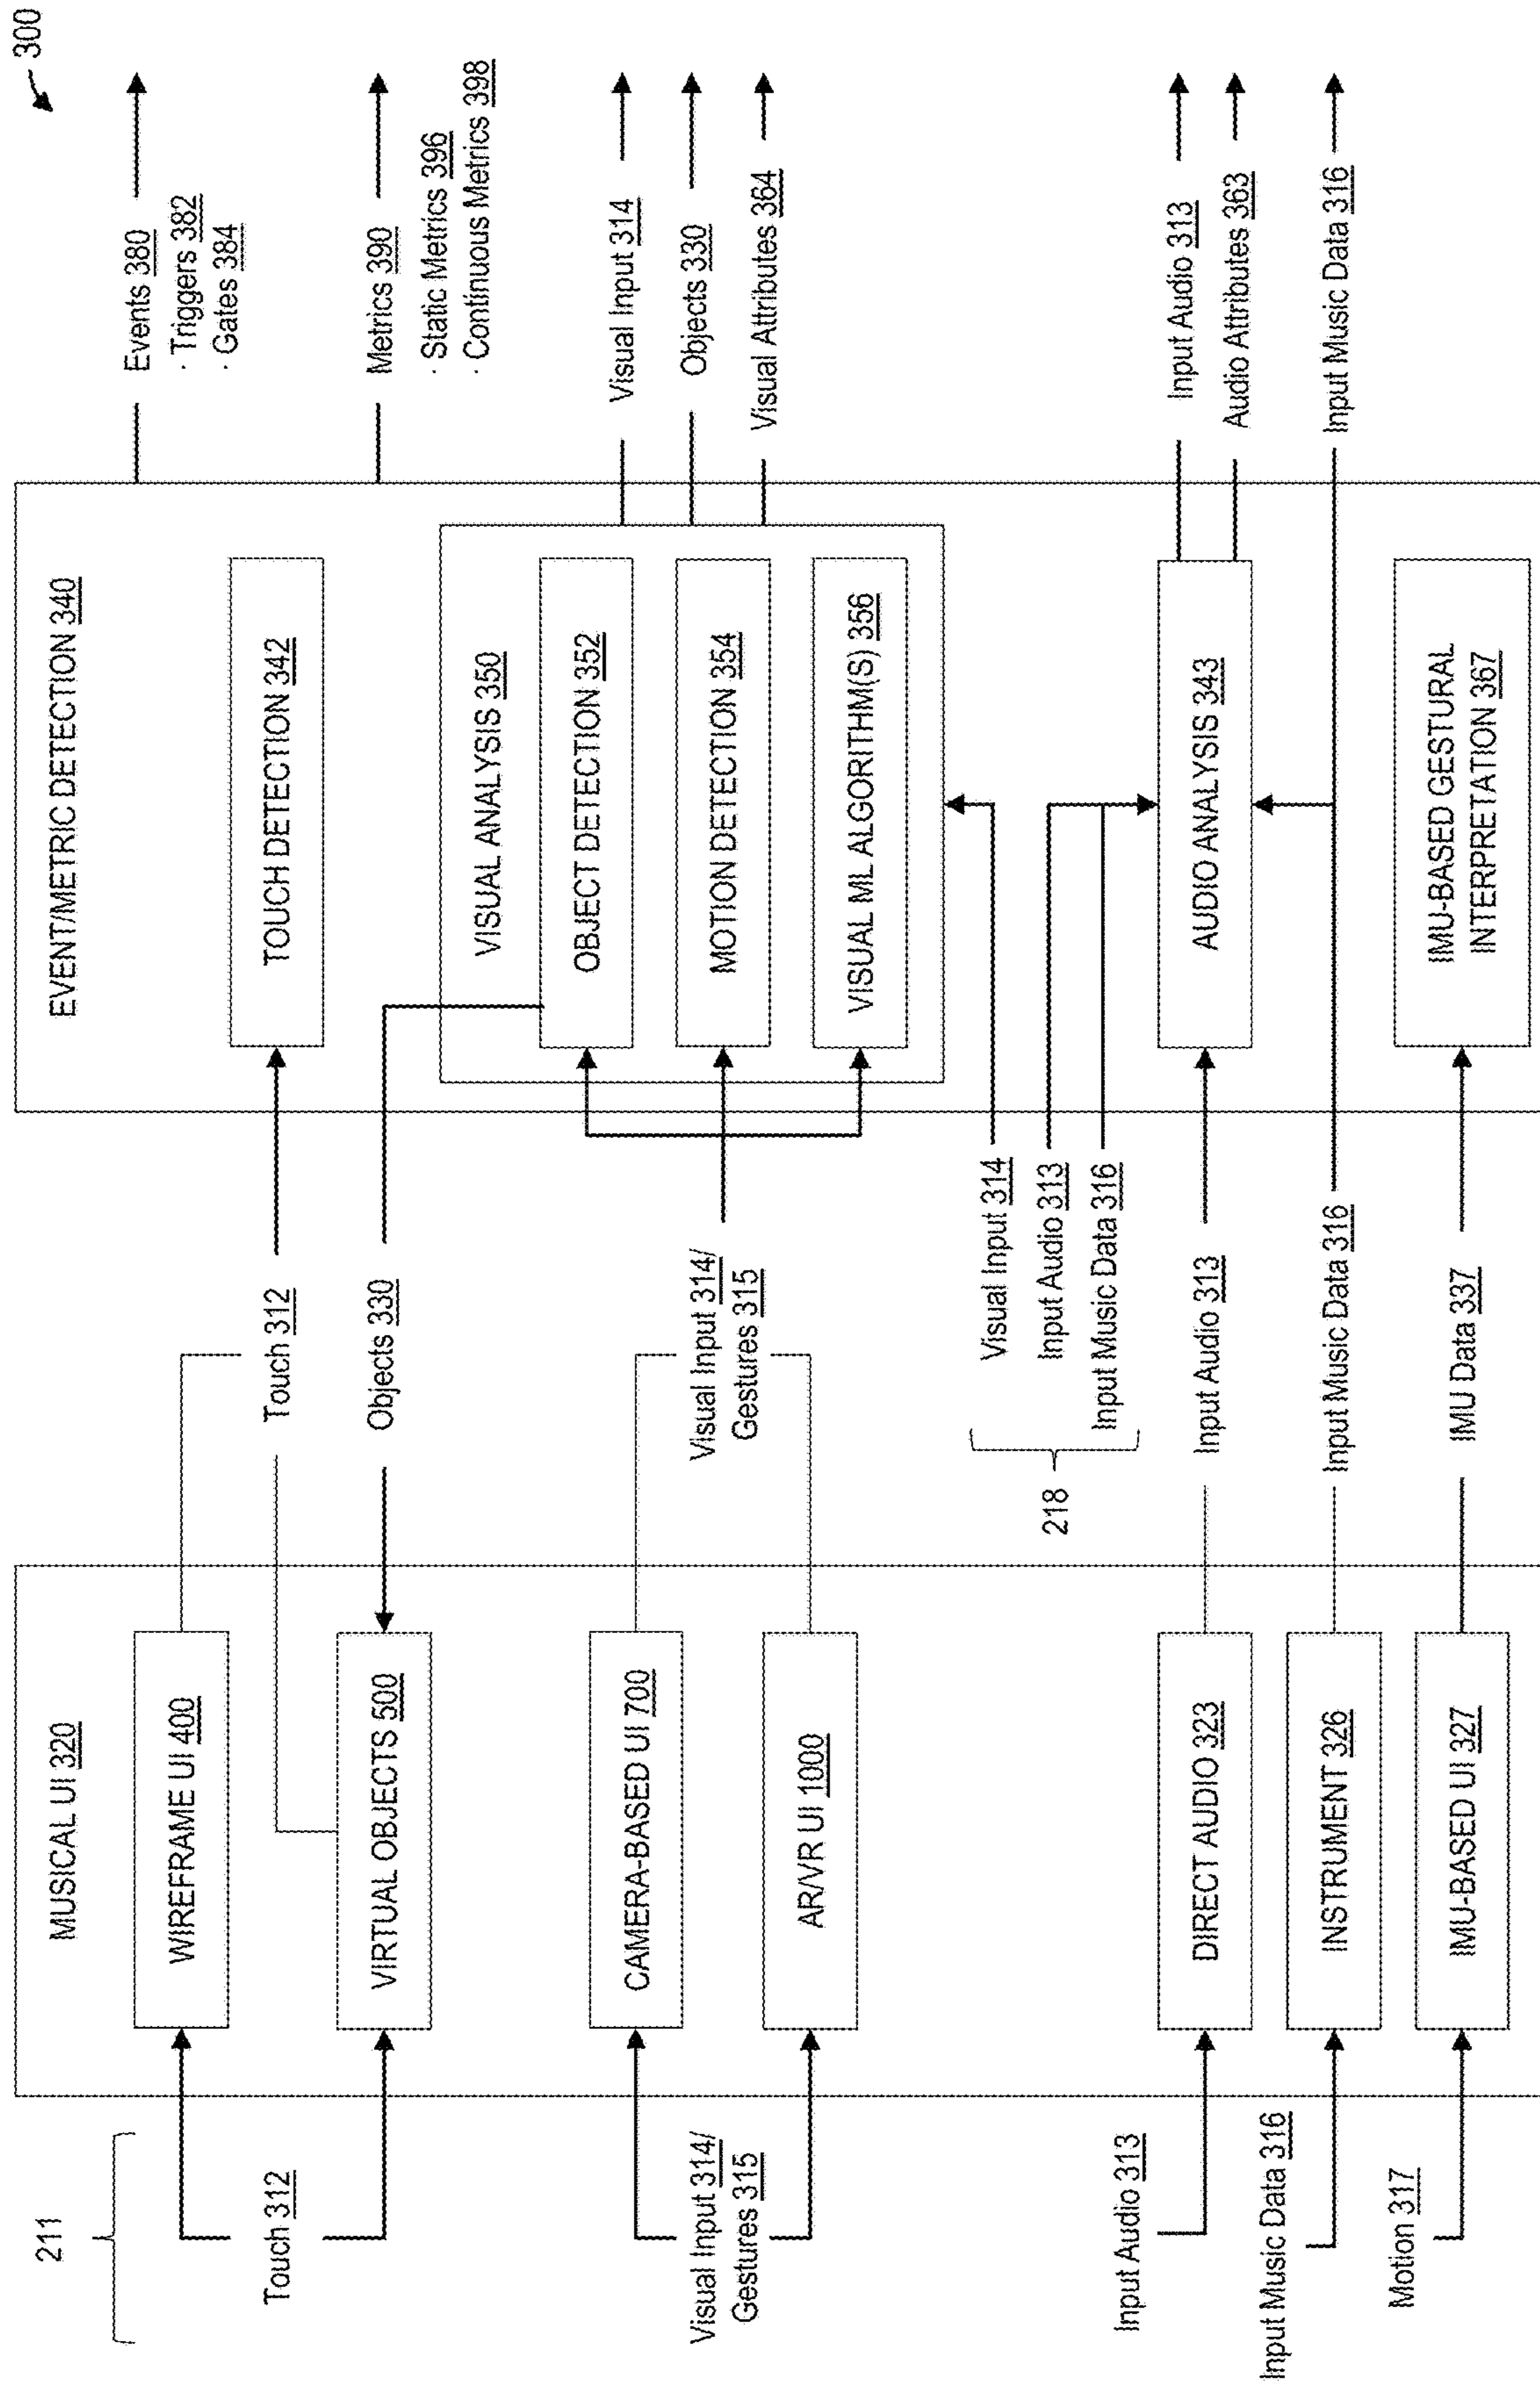 300
211
Touch 312
Visual Input 314/
Gestures 315
Input Audio 313
Input Music Data 316
Motion 317
MUSICAL UI 320
WIREFRAME UI 400
VIRTUAL OBJECTS 500
CAMERA-BASED UI 700
AR/VR UI 1000
DIRECT AUDIO 323
INSTRUMENT 326
IMU-BASED UI 327
Touch 312
Objects 330
Visual Input 314/
Gestures 315
218
Visual Input 314
Input Audio 313
Input Music Data 316
Input Audio 313
Input Music Data 316
IMU Data 337
EVENT/METRIC DETECTION 340
TOUCH DETECTION 342
VISUAL ANALYSIS 350
OBJECT DETECTION 352
MOTION DETECTION 354
VISUAL ML ALGORITHM(S) 356
AUDIO ANALYSIS 343
IMU-BASED GESTURAL
INTERPRETATION 367
Events 380
· Triggers 382
· Gates 384
Metrics 390
· Static Metrics 396
· Continuous Metrics 398
Visual Input 314
Objects 330
Visual Attributes 364
Input Audio 313
Audio Attributes 363
Input Music Data 316